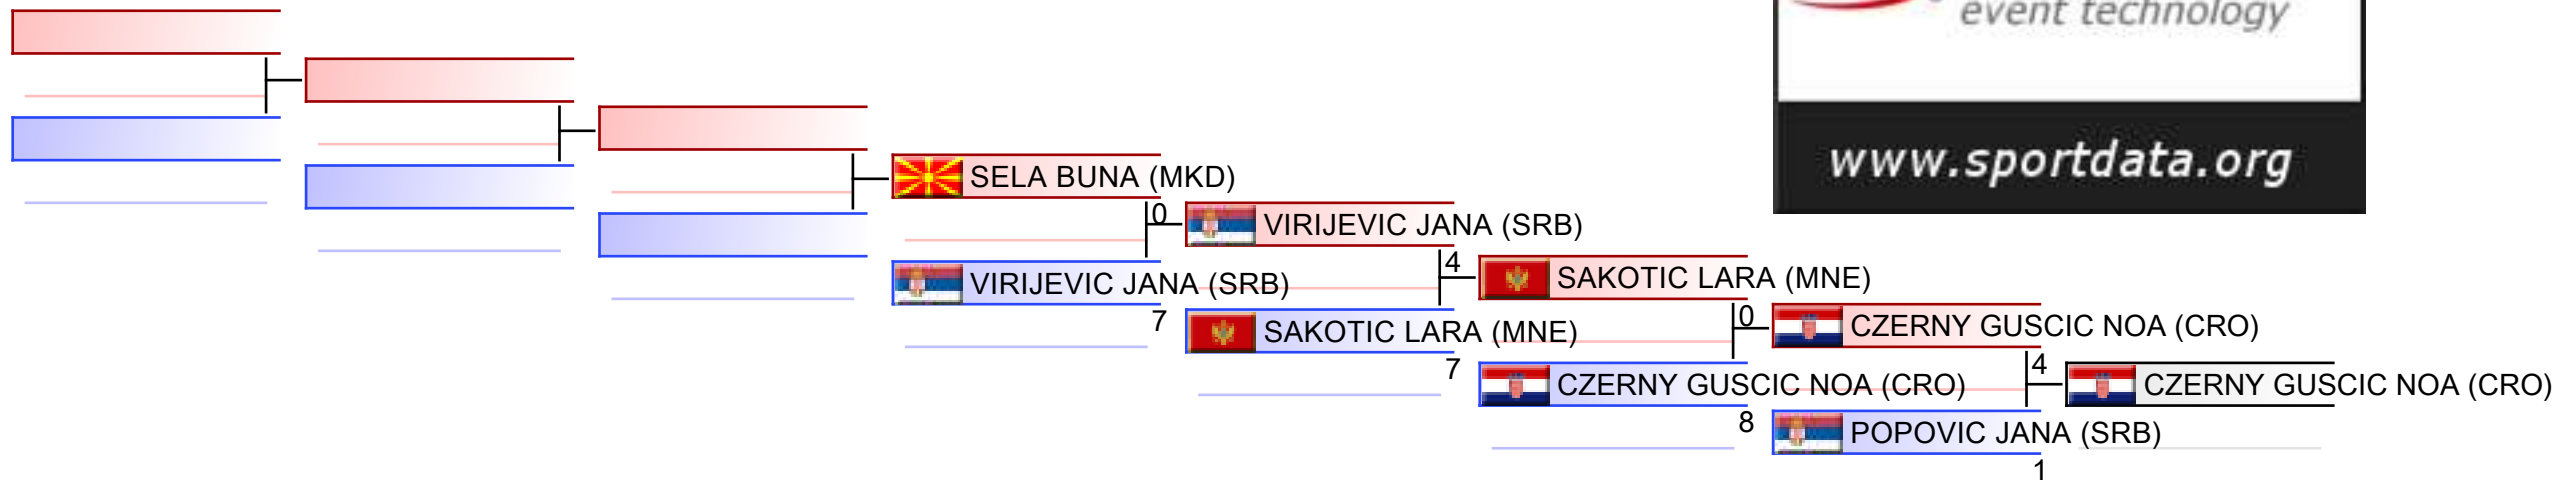 event technology
www.sportdata.org
SELA BUNA (MKD)
0
VIRIJEVIC JANA (SRB)
7
VIRIJEVIC JANA (SRB)
4
SAKOTIC LARA (MNE)
7
SAKOTIC LARA (MNE)
0
CZERNY GUSCIC NOA (CRO)
8
CZERNY GUSCIC NOA (CRO)
4
POPOVIC JANA (SRB)
1
CZERNY GUSCIC NOA (CRO)